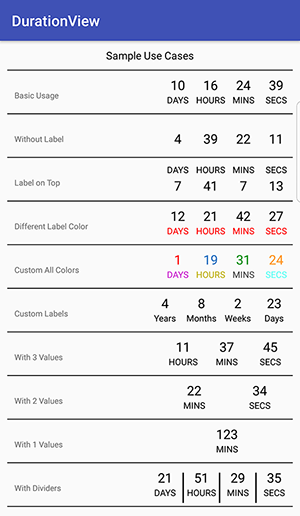 DurationView
Sample Use Cases
10 16 24 39
Basic Usage
DAYS HOURS MINS SECS
Without Label 4 39 22 11
DAYS HOURS MINS SECS
Label on Top
7 41 7 13
12 21 42 27
Different Label Color
DAYS HOURS MINS SECS
1 19 31 24
Custom All Colors
DAYS HOURS MINS SECS
4 8 2 23
Custom Labels
Years Months Weeks Days
11 37 45
With 3 Values
HOURS MINS SECS
22 34
With 2 Values
MINS SECS
123
With 1 Values
MINS
21 51 29 35
With Dividers
DAYS HOURS MINS SECS